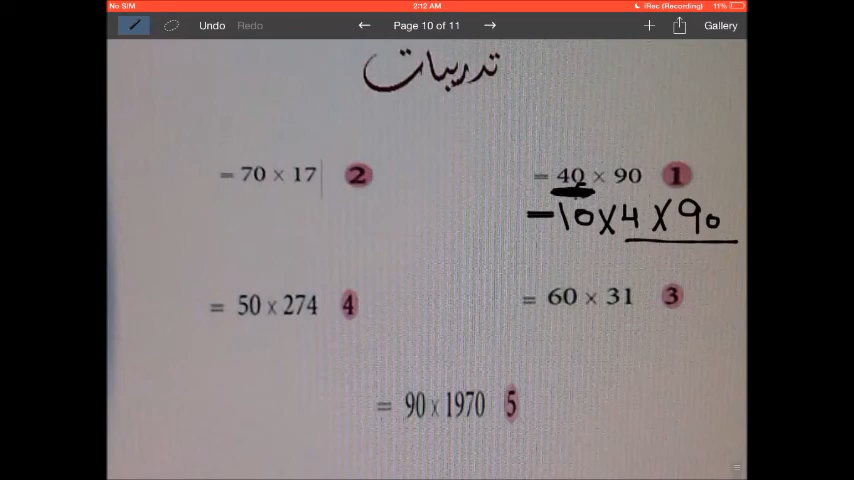 No SIM 2:12 AM iRec (Recording) 11%
Undo Redo Page 10 of 11 Gallery
تدريبات
= 40 × 90 1
= 70 × 17 2
= 10 × 4 × 90
= 60 × 31 3
= 50 × 274 4
= 90 × 1970 5